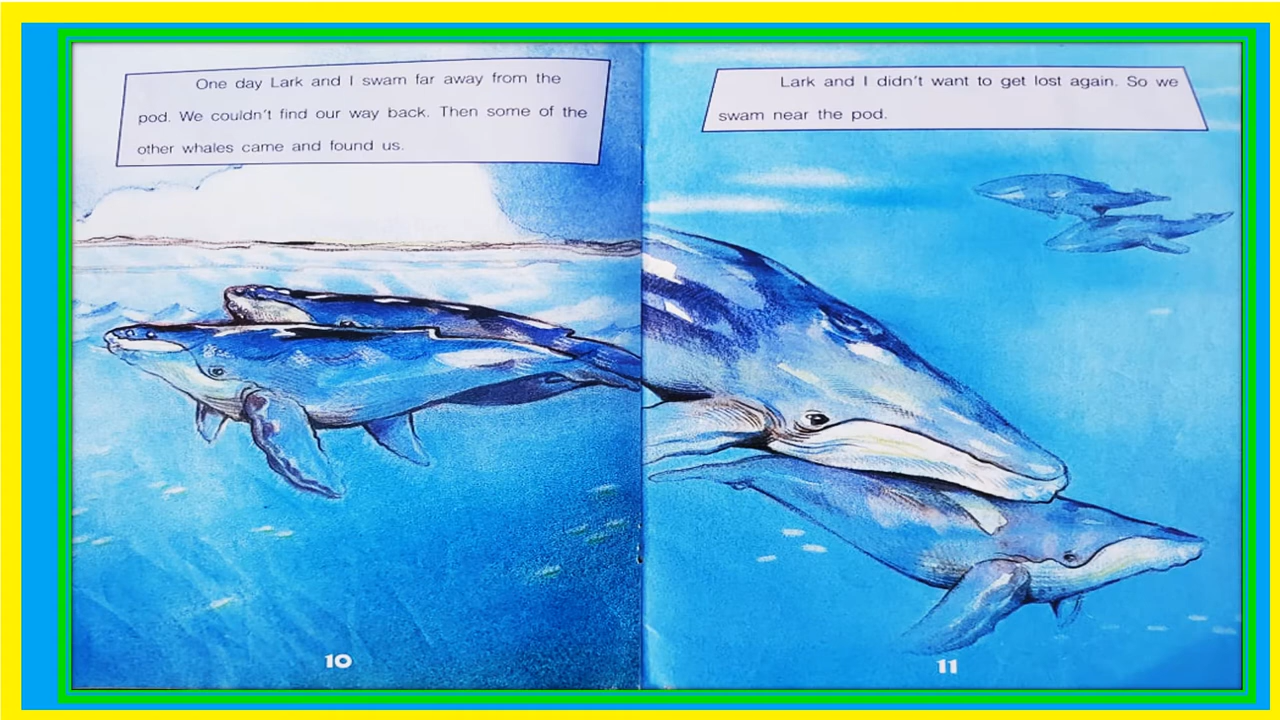 One day Lark and I swam far away from the
pod. We couldn't find our way back. Then some of the
other whales came and found us.
10
Lark and I didn't want to get lost again. So we
swam near the pod.
11